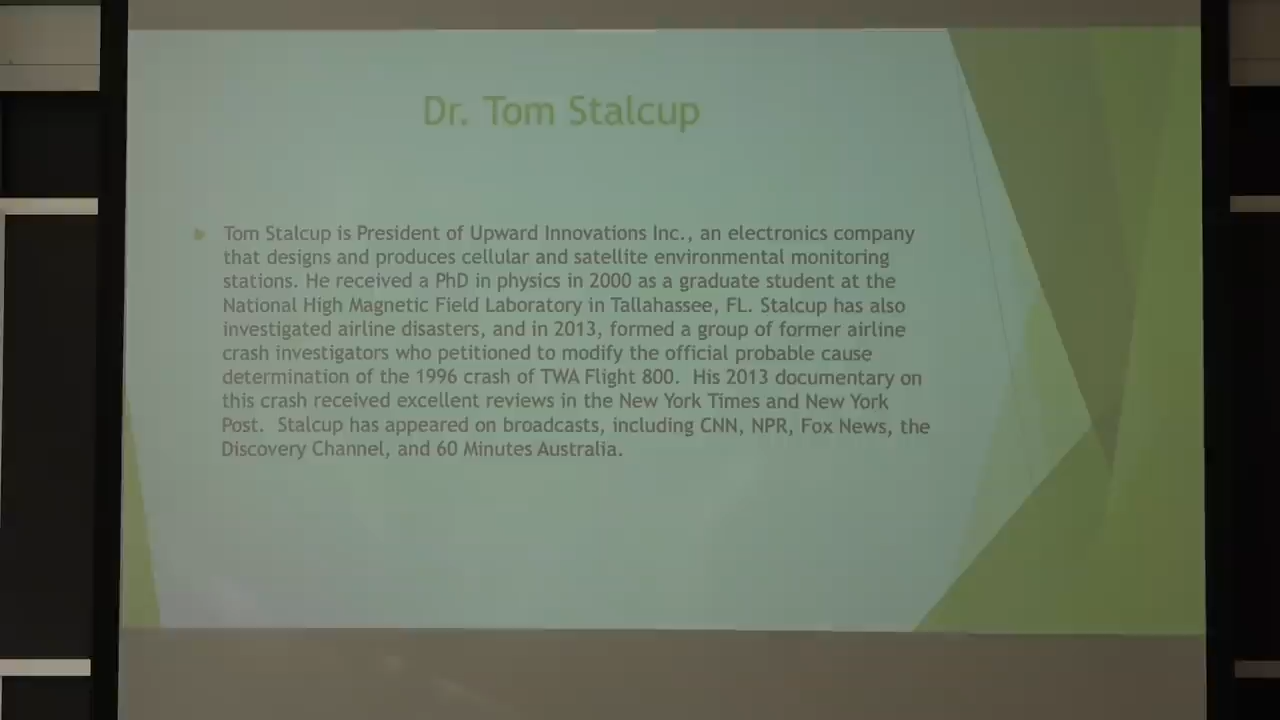 Dr. Tom Stalcup
Tom Stalcup is President of Upward Innovations Inc., an electronics company
that designs and produces cellular and satellite environmental monitoring
stations. He received a PhD in physics in 2000 as a graduate student at the
National High Magnetic Field Laboratory in Tallahassee, FL. Stalcup has also
investigated airline disasters, and in 2013, formed a group of former airline
crash investigators who petitioned to modify the official probable cause
determination of the 1996 crash of TWA Flight 800.  His 2013 documentary on
this crash received excellent reviews in the New York Times and New York
Post.  Stalcup has appeared on broadcasts, including CNN, NPR, Fox News, the
Discovery Channel, and 60 Minutes Australia.